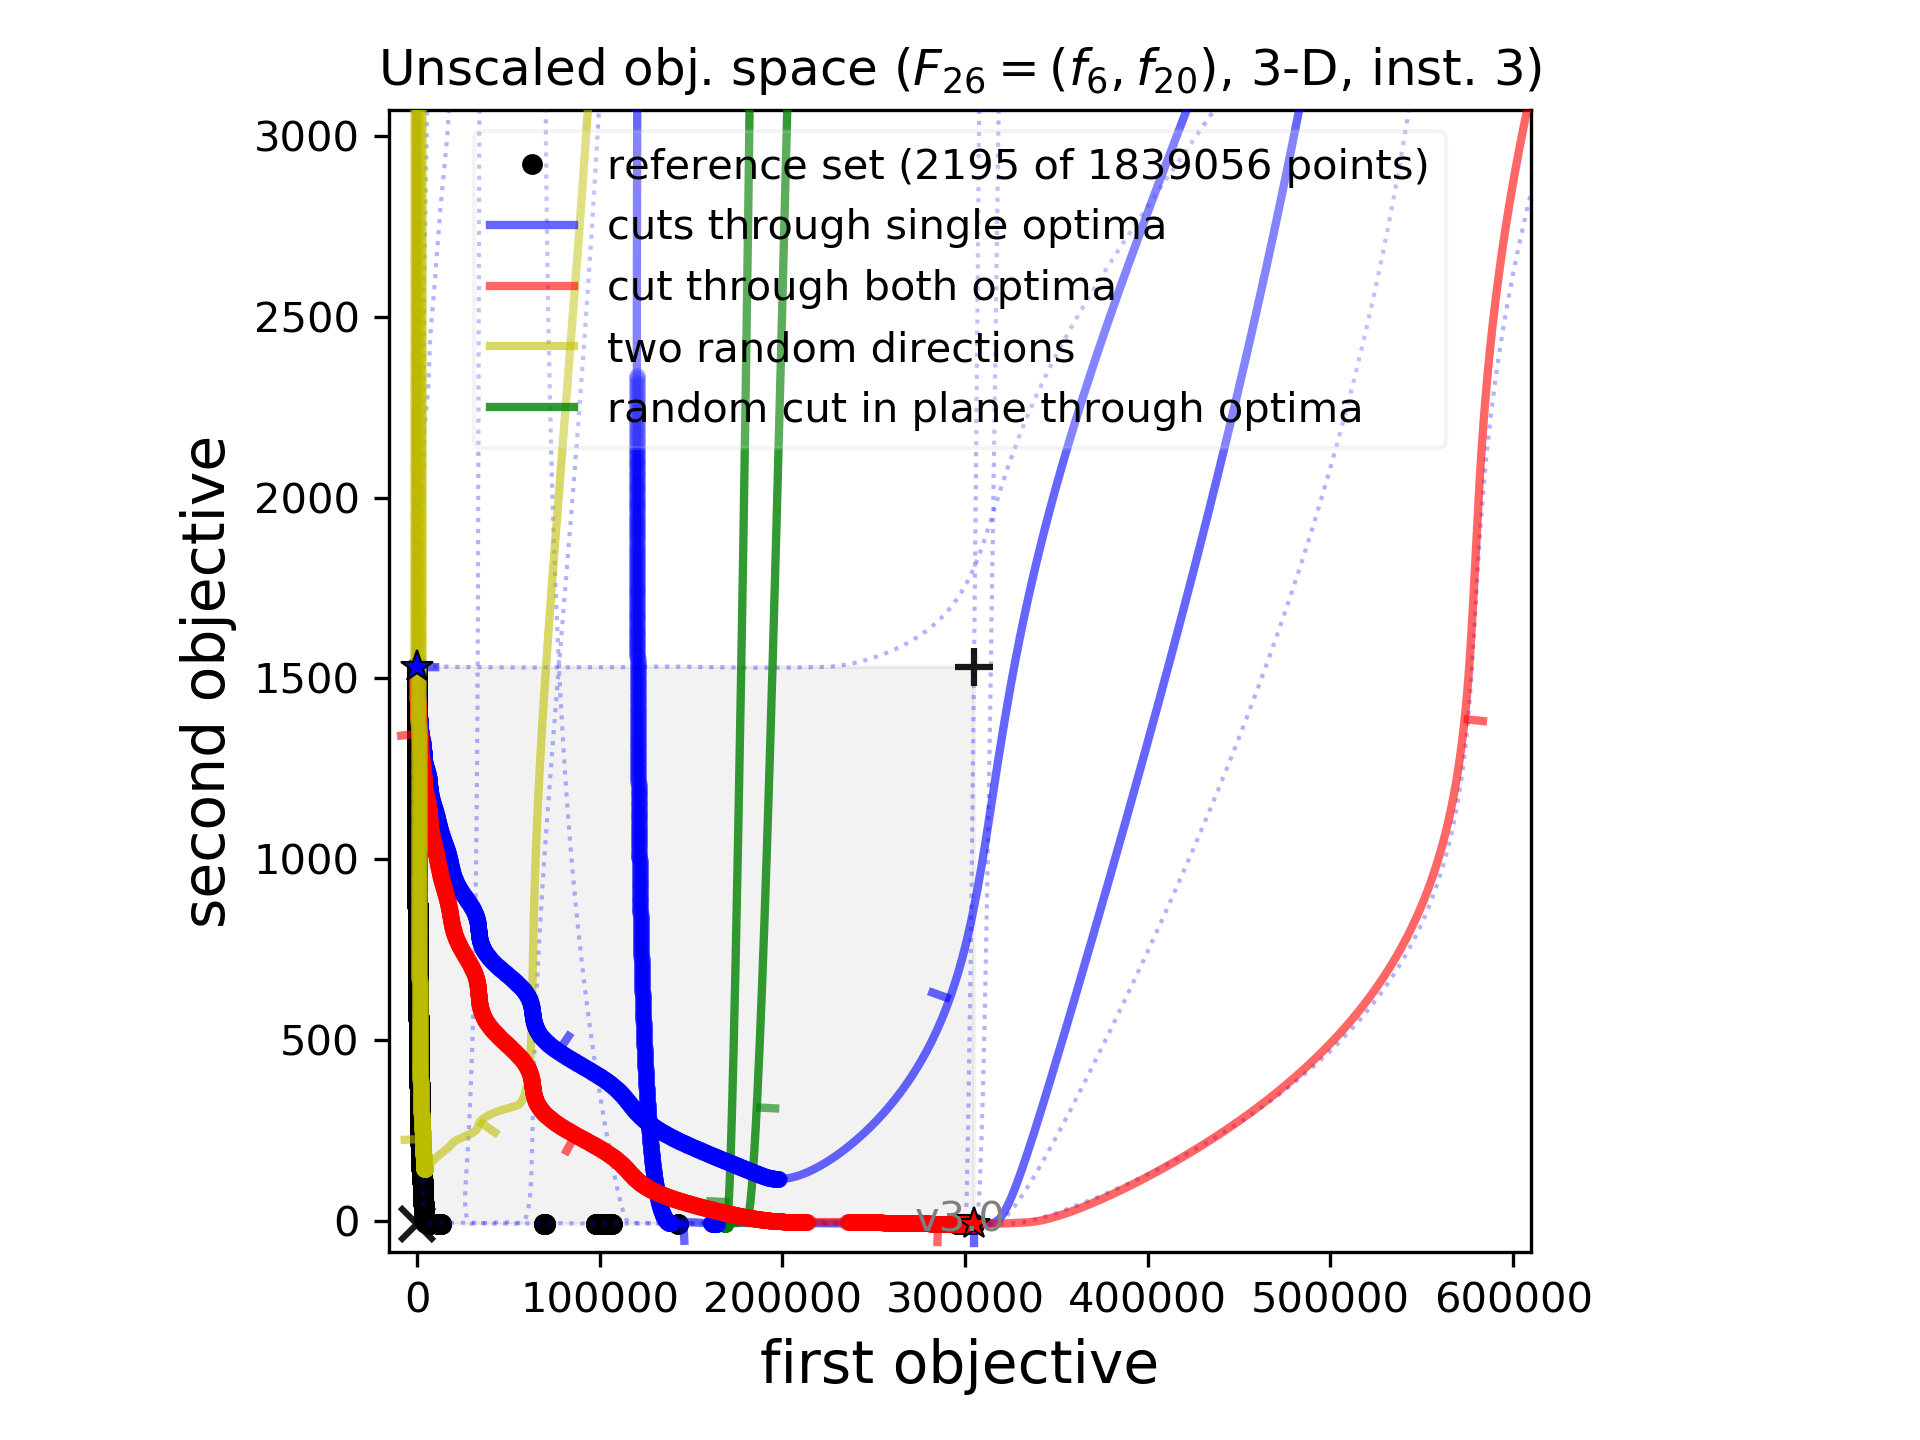 Unscaled obj. space (F26 = (f6, f20), 3-D, inst. 3)
reference set (2195 of 1839056 points)
cuts through single optima
cut through both optima
two random directions
random cut in plane through optima
second objective
3000
2500
2000
1500
1000
500
0
v3.0
0 100000 200000 300000 400000 500000 600000
first objective